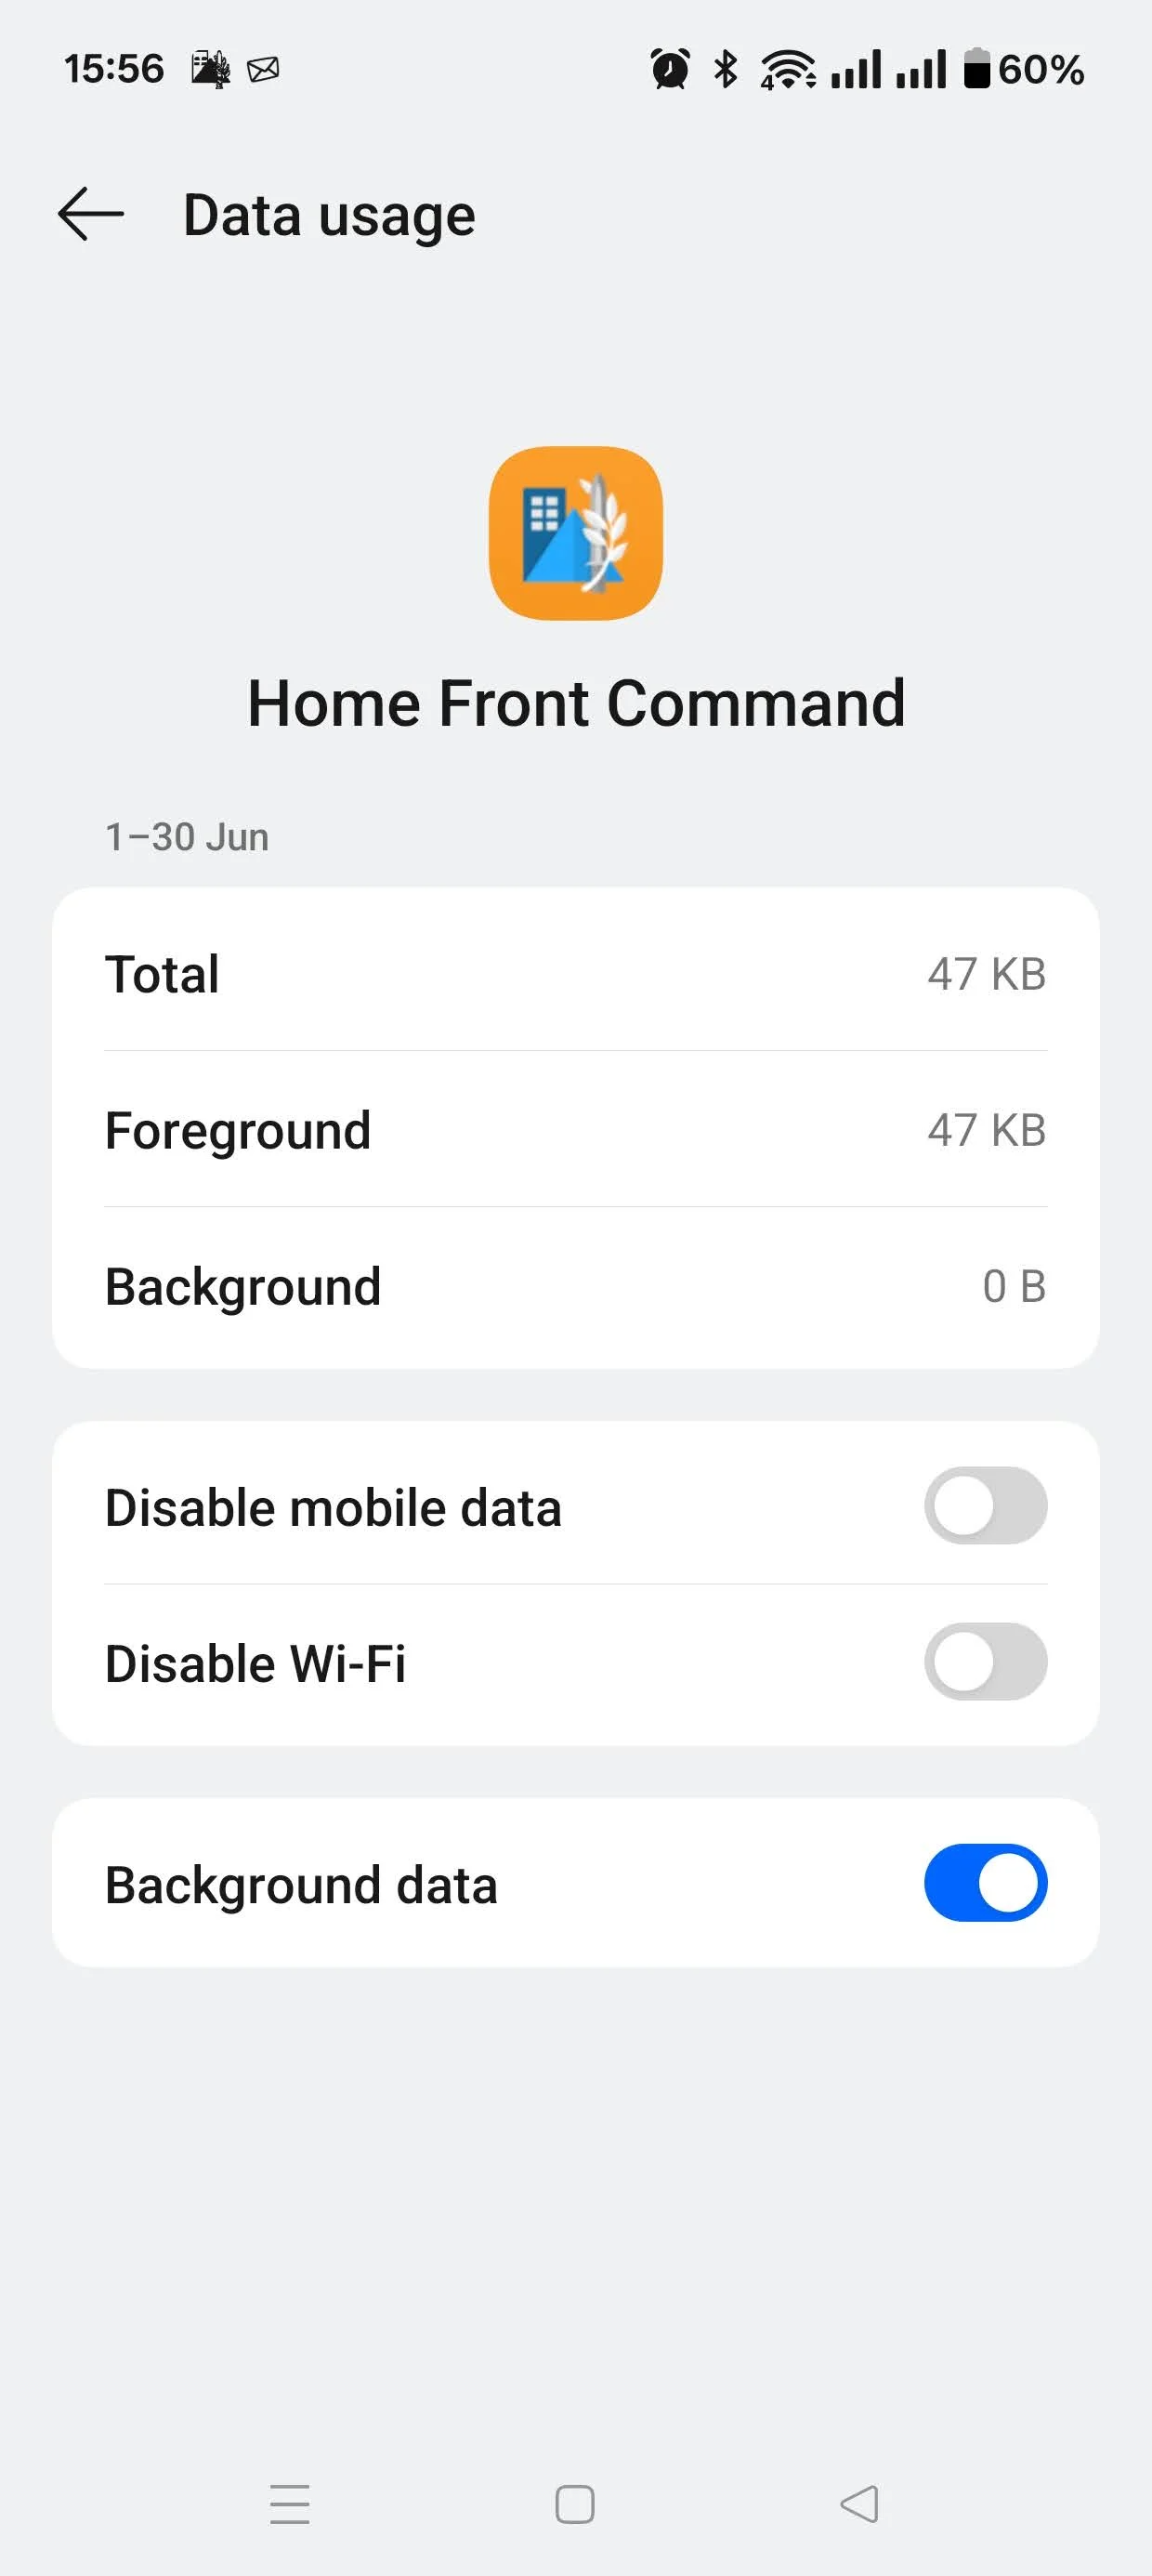 15:56 4 60%
Data usage
Home Front Command
1–30 Jun
Total 47 KB
Foreground 47 KB
Background 0 B
Disable mobile data
Disable Wi-Fi
Background data